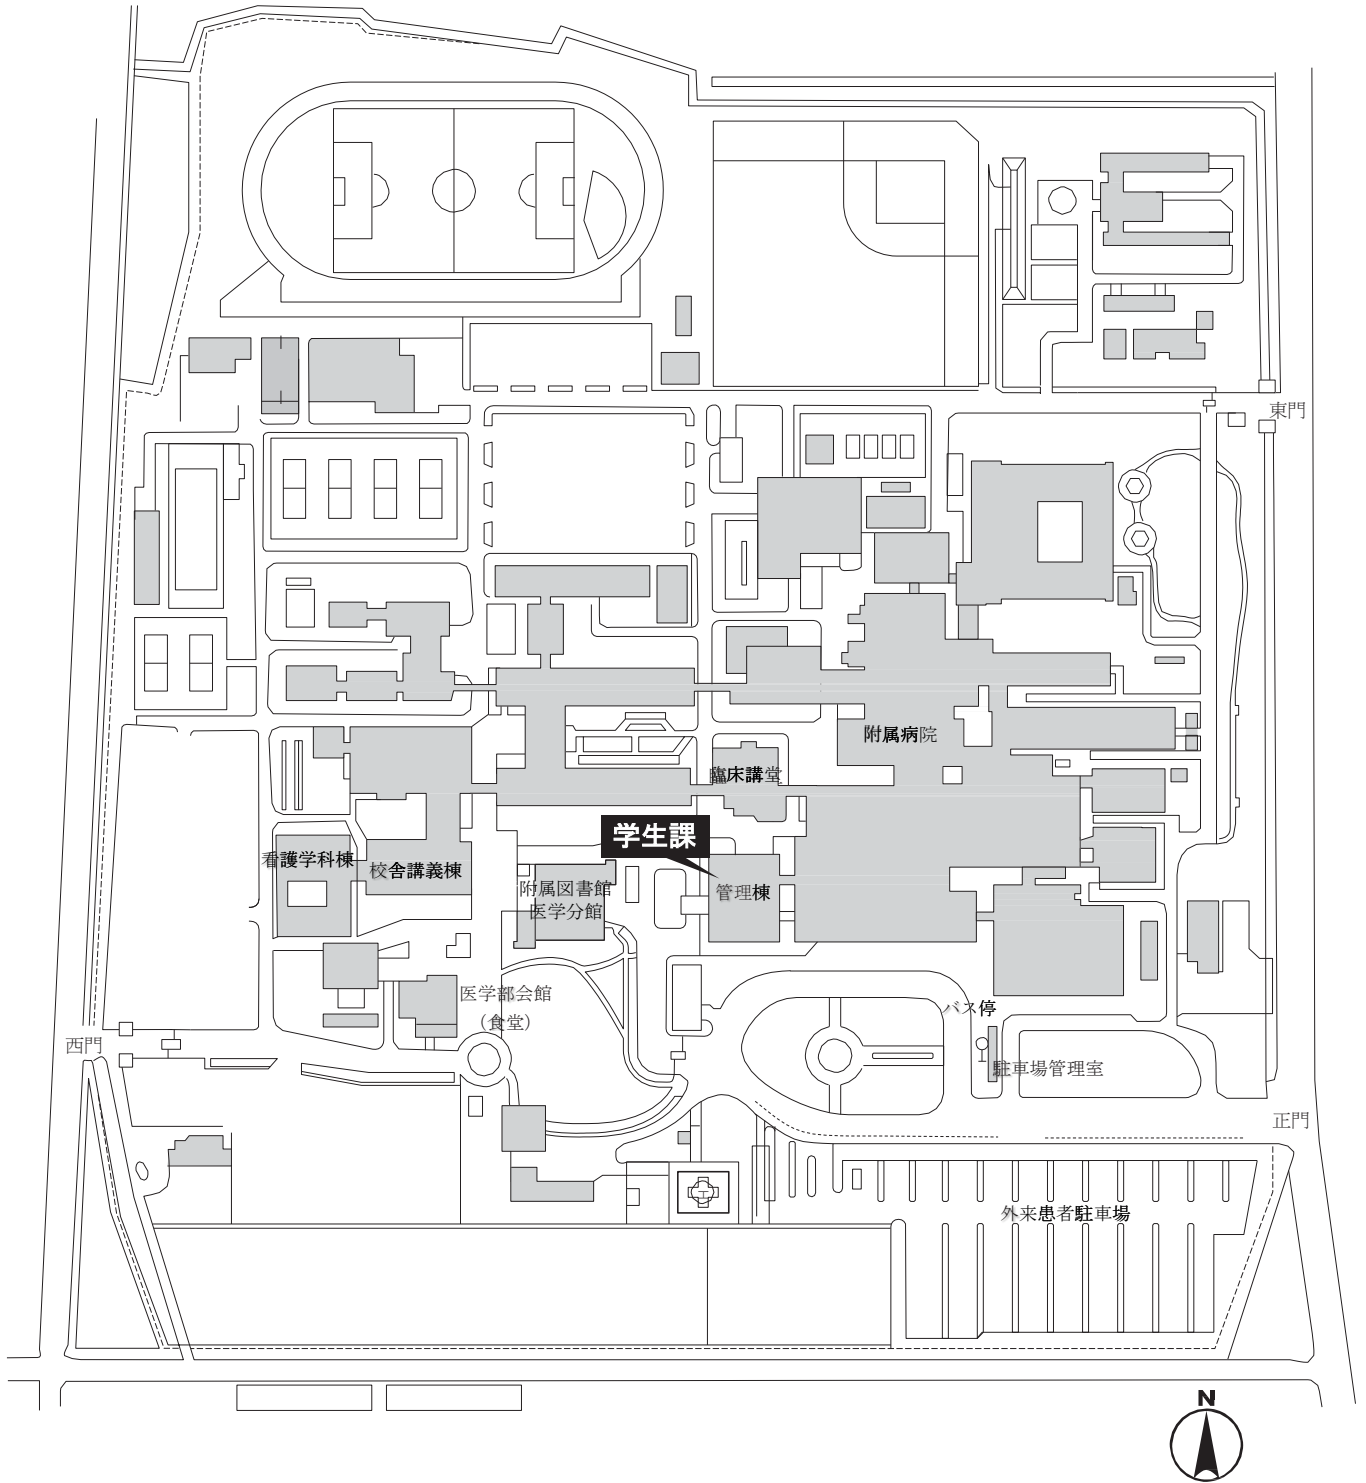 東門
附属病院
臨床講堂
学生課
看護学科棟
校舎講義棟
附属図書館
医学分館
管理棟
医学部会館
(食堂)
バス停
西門
駐車場管理室
正門
外来患者駐車場
N